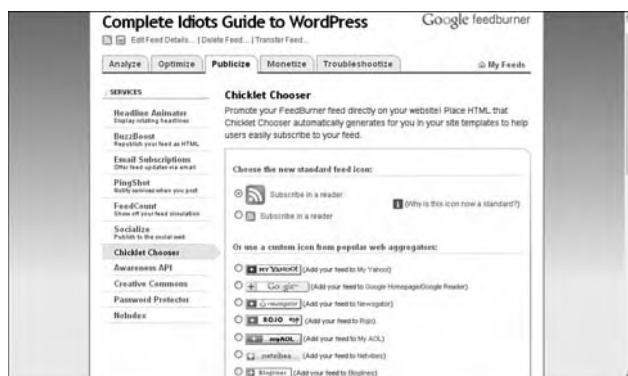 Complete Idiots Guide to WordPress
Google feedburner
Edit Feed Details... | Delete Feed... | Transfer Feed...
Analyze Optimize Publicize Monetize Troubleshootize My Feeds
SERVICES
Headline Animator
Display rotating headlines
BuzzBoost
Republish your feed as HTML
Email Subscriptions
Offer feed updates via email
PingShot
Notify services when you post
FeedCount
Show off your feed circulation
Socialize
Publish to the social web
Chicklet Chooser
Awareness API
Creative Commons
Password Protector
NoIndex
Chicklet Chooser
Promote your FeedBurner feed directly on your website! Place HTML that
Chicklet Chooser automatically generates for you in your site templates to help
users easily subscribe to your feed.
Choose the new standard feed icon:
Subscribe in a reader
(Why is this icon now a standard?)
Subscribe in a reader
Or use a custom icon from popular web aggregators:
MY YAHOO! (Add your feed to My Yahoo)
Google (Add your feed to Google Homepage/Google Reader)
newsgator (Add your feed to Newsgator)
ROJO (Add your feed to Rojo)
myAOL (Add your feed to My AOL)
netvibes (Add your feed to Netvibes)
Bloglines (Add your feed to Bloglines)